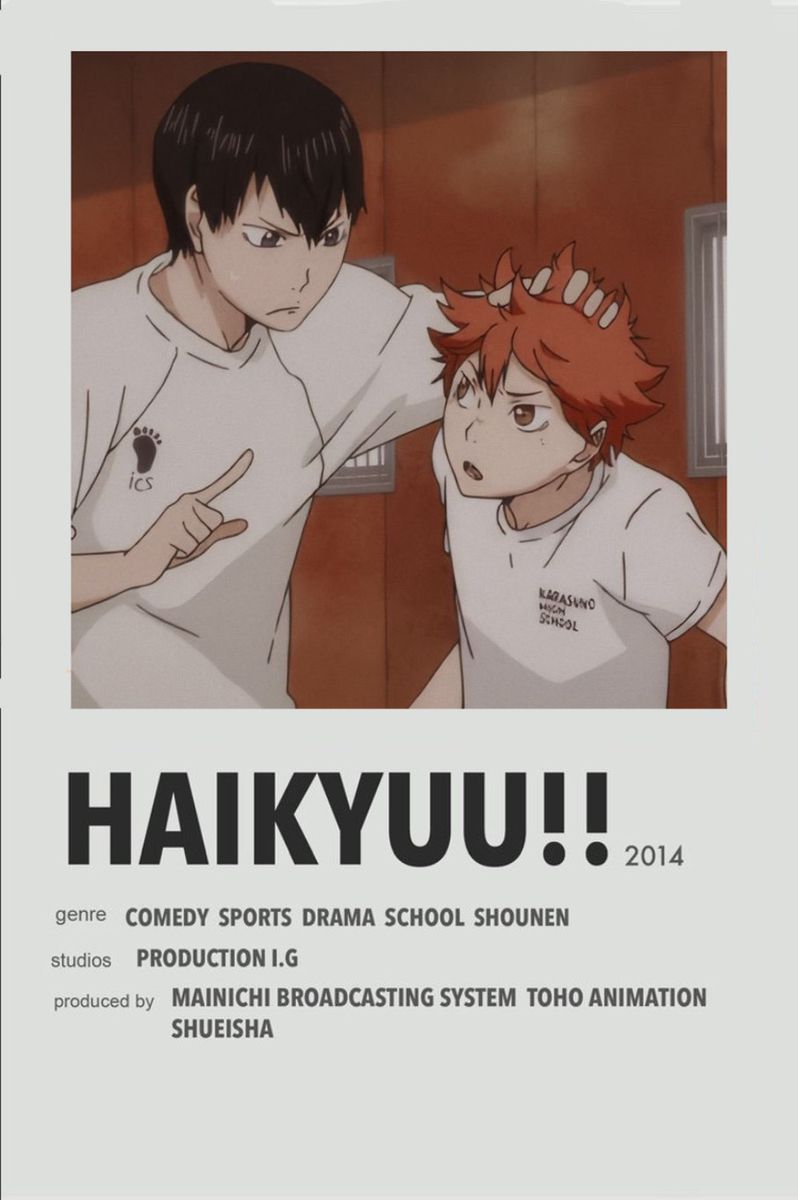 ics
KARASUNO
HIGH
SCHOOL
HAIKYUU!! 2014
genre COMEDY SPORTS DRAMA SCHOOL SHOUNEN
studios PRODUCTION I.G
produced by MAINICHI BROADCASTING SYSTEM TOHO ANIMATION
SHUEISHA